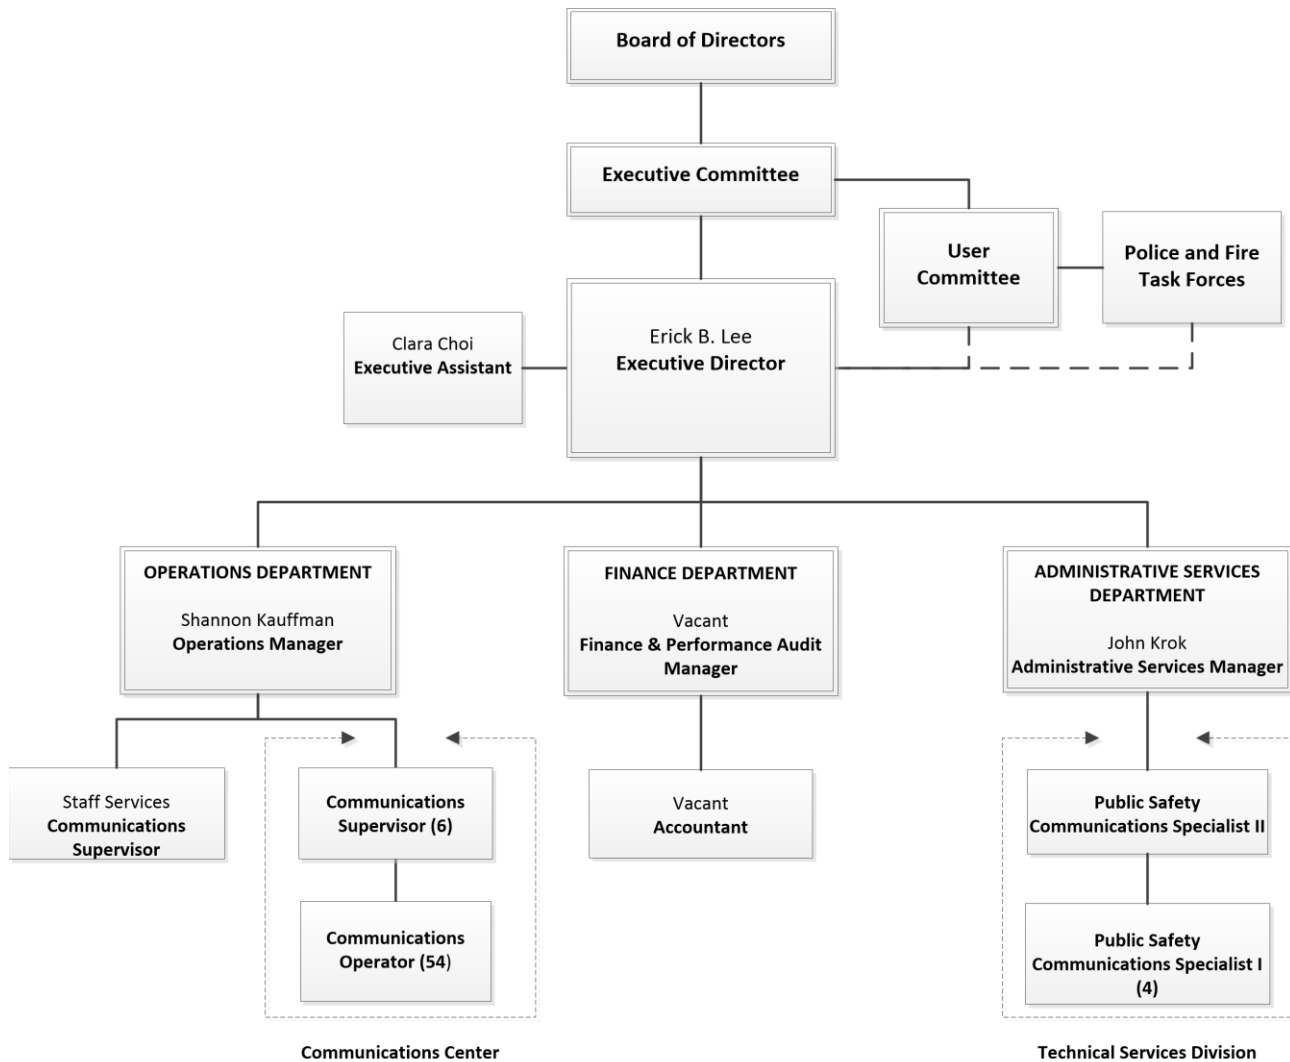 Board of Directors
Executive Committee
User
Committee
Police and Fire
Task Forces
Clara Choi
Executive Assistant
Erick B. Lee
Executive Director
OPERATIONS DEPARTMENT
Shannon Kauffman
Operations Manager
FINANCE DEPARTMENT
Vacant
Finance & Performance Audit
Manager
ADMINISTRATIVE SERVICES
DEPARTMENT
John Krok
Administrative Services Manager
Staff Services
Communications
Supervisor
Communications
Supervisor (6)
Vacant
Accountant
Public Safety
Communications Specialist II
Communications
Operator (54)
Public Safety
Communications Specialist I
(4)
Communications Center
Technical Services Division